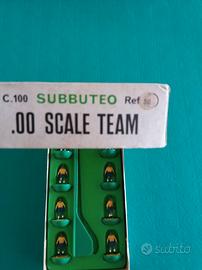 C.100 SUBBUTEO Ref
.00 SCALE TEAM
subito